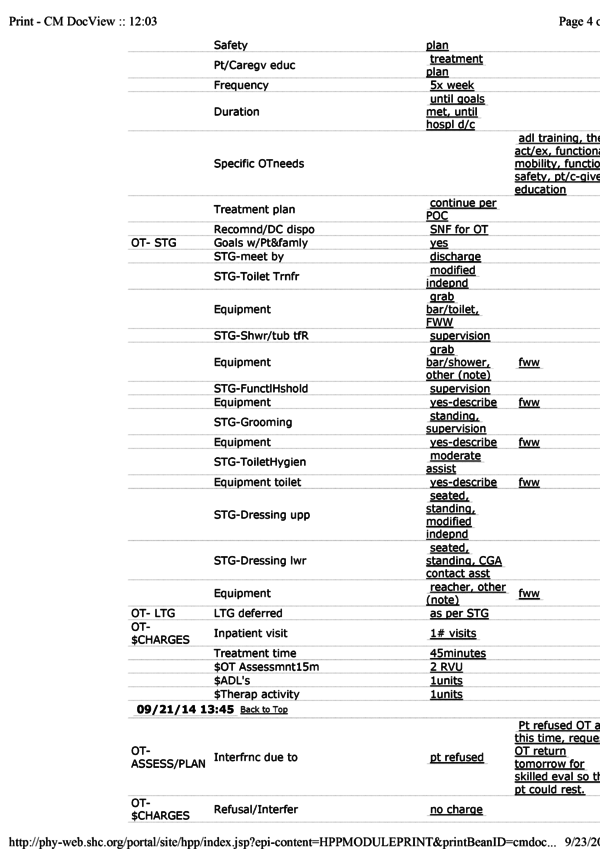 Print - CM DocView :: 12:03 Page 4
Safety plan
Pt/Caregv educ treatment
plan
Frequency 5x week
Duration until goals
met, until
hospl d/c
Specific OTneeds adl training,
act/ex,
mobility,
safety,
education
Treatment plan continue per
POC
Recomnd/DC dispo SNF for OT
OT- STG Goals w/Pt&famly yes
STG-meet by discharge
STG-Toilet Trnfr modified
indepnd
Equipment grab
bar/toilet,
FWW
STG-Shwr/tub tfR supervision
Equipment grab
bar/shower, fww
other (note)
STG-FunctlHshold supervision
Equipment yes-describe fww
STG-Grooming standing,
supervision
Equipment yes-describe fww
STG-ToiletHygien moderate
assist
Equipment toilet yes-describe fww
STG-Dressing upp seated,
standing,
modified
indepnd
STG-Dressing lwr seated,
standing, CGA
contact asst
Equipment reacher, other
(note) fww
OT- LTG LTG deferred as per STG
OT-
$CHARGES Inpatient visit 1# visits
Treatment time 45minutes
$OT Assessmnt15m 2 RVU
$ADL's 1units
$Therap activity 1units
09/21/14 13:45 Back to Top
OT-
ASSESS/PLAN Interfrnc due to pt refused Pt refused OT
this time,
OT return
tomorrow for
skilled eval so
pt could rest.
OT-
$CHARGES Refusal/Interfer no charge
http://phy-web.shc.org/portal/site/hpp/index.jsp?epi-content=HPPMODULEPRINT&printBeanID=cmdoc... 9/23/20